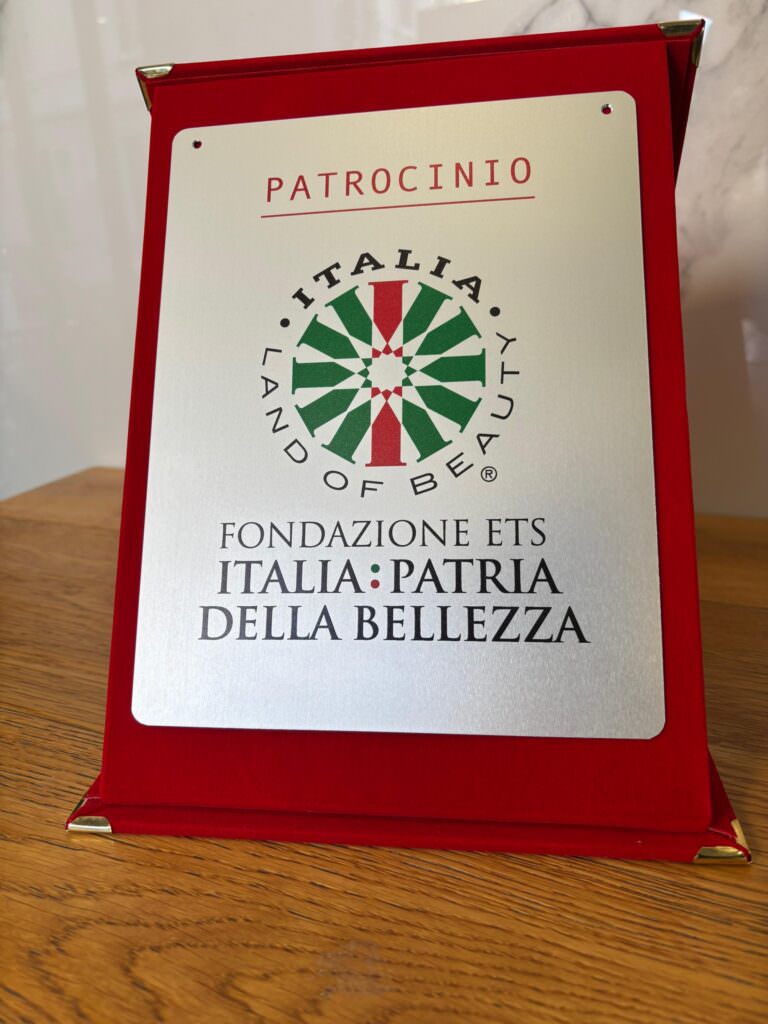 PATROCINIO
• ITALIA •
LAND OF BEAUTY ®
FONDAZIONE ETS
ITALIA:PATRIA
DELLA BELLEZZA